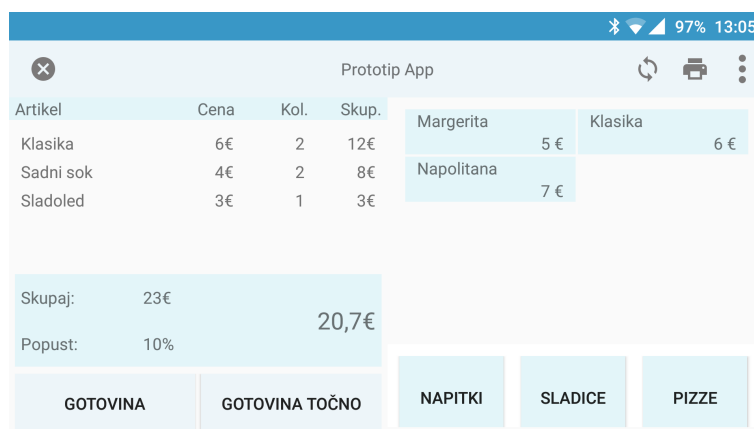 97% 13:05
Prototip App
Artikel Cena Kol. Skup.
Klasika 6€ 2 12€
Sadni sok 4€ 2 8€
Sladoled 3€ 1 3€
Skupaj: 23€
20,7€
Popust: 10%
GOTOVINA GOTOVINA TOČNO
Margerita
5 €
Klasika
6 €
Napolitana
7 €
NAPITKI SLADICE PIZZE